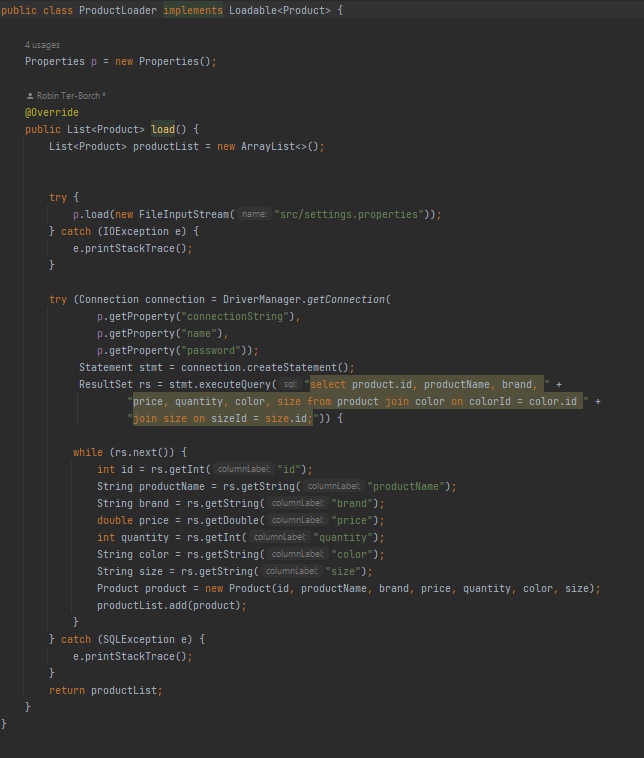 public class ProductLoader implements Loadable<Product> {
4 usages
Properties p = new Properties();
Robin Ter-Borch *
@Override
public List<Product> load() {
List<Product> productList = new ArrayList<>();
try {
p.load(new FileInputStream( name: "src/settings.properties"));
} catch (IOException e) {
e.printStackTrace();
}
try (Connection connection = DriverManager.getConnection(
p.getProperty("connectionString"),
p.getProperty("name"),
p.getProperty("password"));
Statement stmt = connection.createStatement();
ResultSet rs = stmt.executeQuery( sql: "select product.id, productName, brand, " +
"price, quantity, color, size from product join color on colorId = color.id " +
"join size on sizeId = size.id;")) {
while (rs.next()) {
int id = rs.getInt( columnLabel: "id");
String productName = rs.getString( columnLabel: "productName");
String brand = rs.getString( columnLabel: "brand");
double price = rs.getDouble( columnLabel: "price");
int quantity = rs.getInt( columnLabel: "quantity");
String color = rs.getString( columnLabel: "color");
String size = rs.getString( columnLabel: "size");
Product product = new Product(id, productName, brand, price, quantity, color, size);
productList.add(product);
}
} catch (SQLException e) {
e.printStackTrace();
}
return productList;
}
}